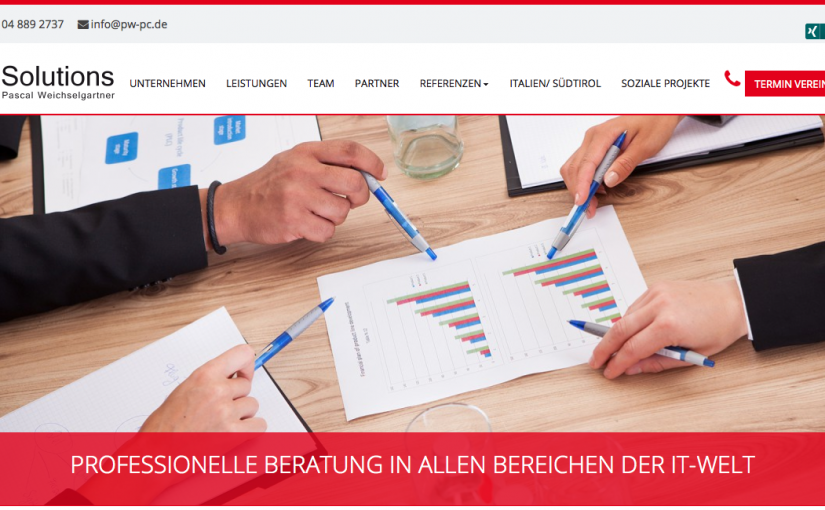 04 889 2737 info@pw-pc.de
Solutions
Pascal Weichselgartner
UNTERNEHMEN LEISTUNGEN TEAM PARTNER REFERENZEN ITALIEN/ SÜDTIROL SOZIALE PROJEKTE TERMIN VEREIN
PROFESSIONELLE BERATUNG IN ALLEN BEREICHEN DER IT-WELT